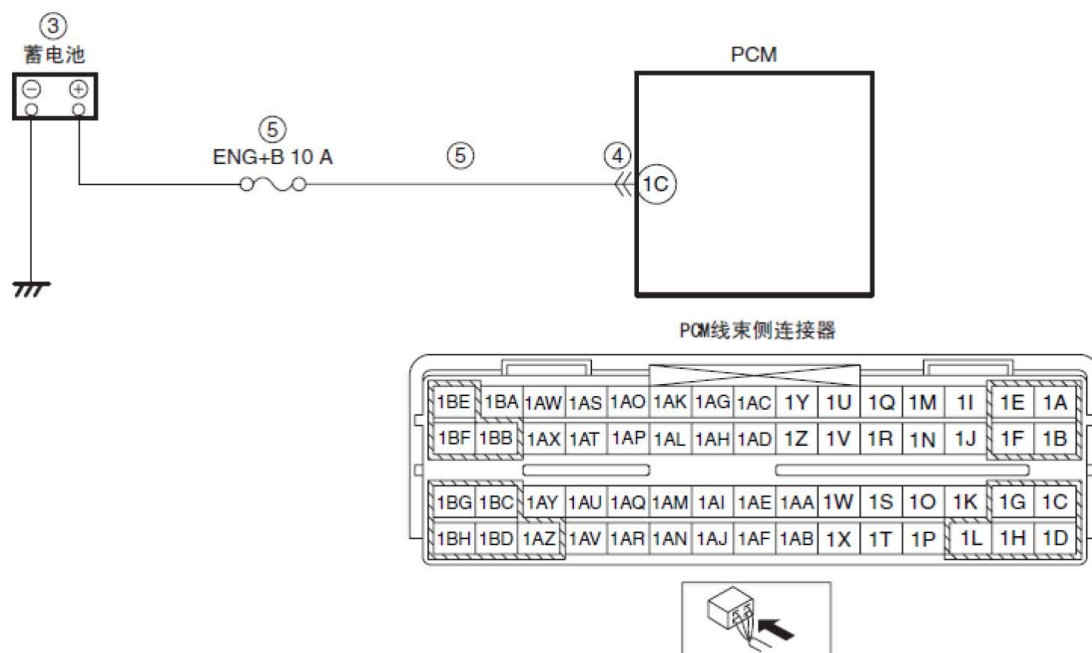 ③
蓄电池
⊖ ⊕
⑤
ENG+B 10 A
⑤
④
PCM
1C
PCM线束侧连接器
1BE 1BA 1AW 1AS 1AO 1AK 1AG 1AC 1Y 1U 1Q 1M 1I 1E 1A
1BF 1BB 1AX 1AT 1AP 1AL 1AH 1AD 1Z 1V 1R 1N 1J 1F 1B
1BG 1BC 1AY 1AU 1AQ 1AM 1AI 1AE 1AA 1W 1S 1O 1K 1G 1C
1BH 1BD 1AZ 1AV 1AR 1AN 1AJ 1AF 1AB 1X 1T 1P 1L 1H 1D